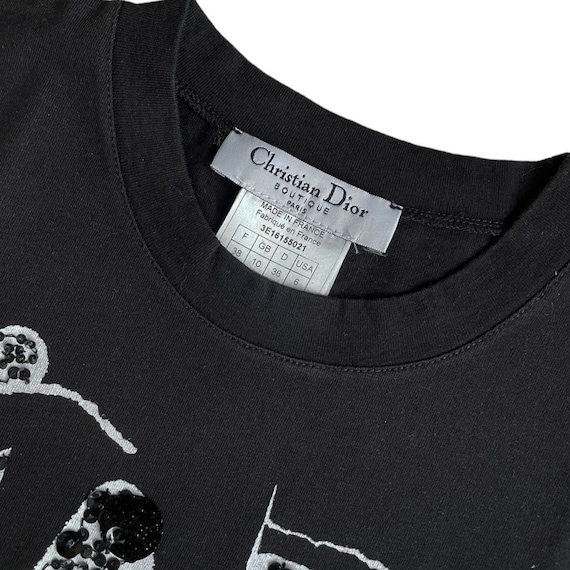 Christian Dior
BOUTIQUE
PARIS
MADE IN FRANCE
Fabriqué en France
3E16155021
F GB D USA
38 10 36 6